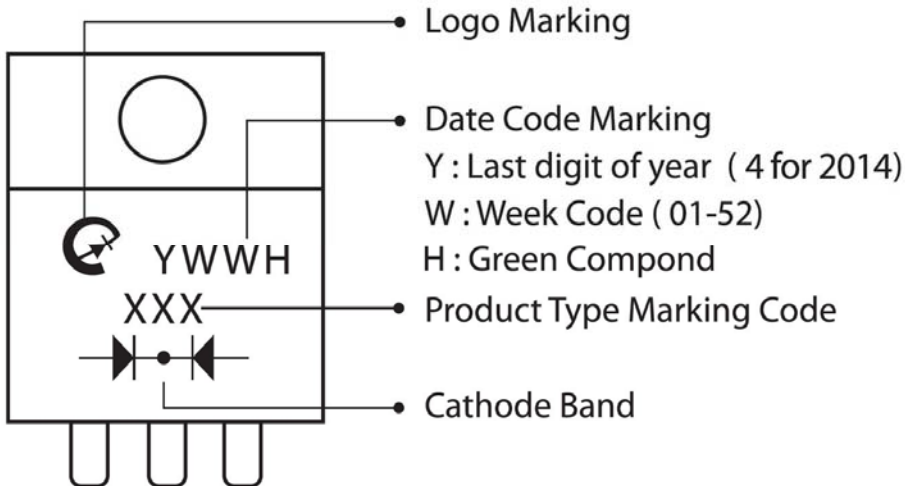 Logo Marking
Date Code Marking
Y : Last digit of year ( 4 for 2014)
W : Week Code ( 01-52)
H : Green Compond
YWWH
XXX
Product Type Marking Code
Cathode Band